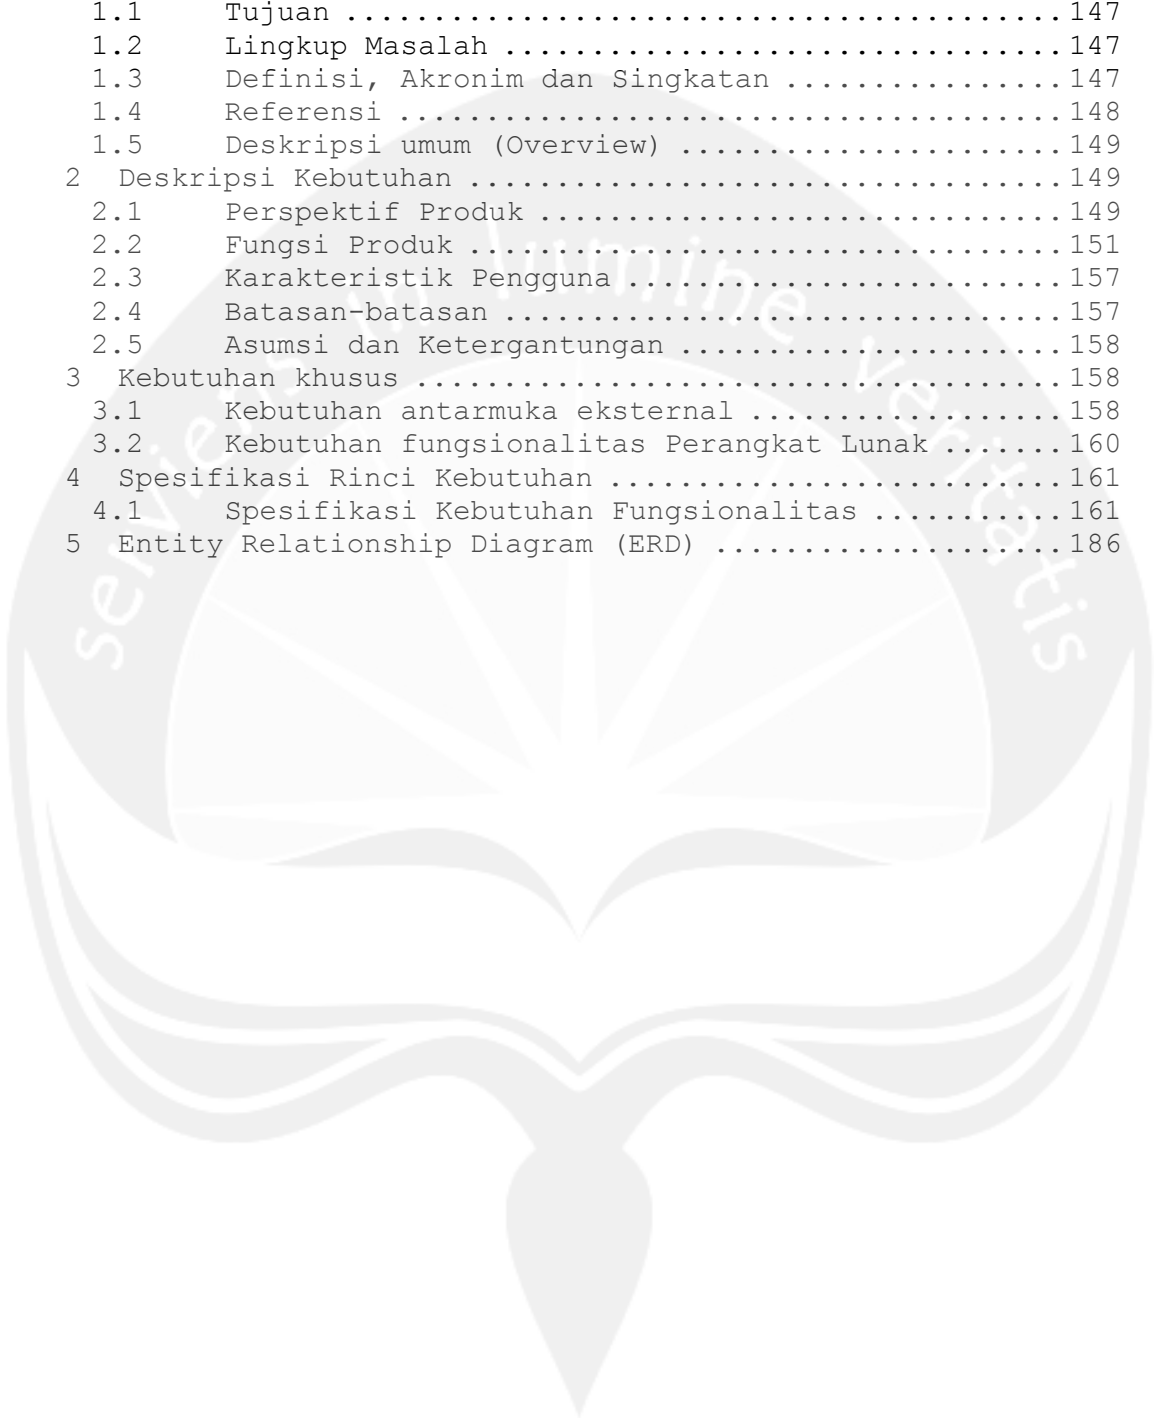 1.1 Tujuan .........................................147
1.2 Lingkup Masalah ................................147
1.3 Definisi, Akronim dan Singkatan ................147
1.4 Referensi ......................................148
1.5 Deskripsi umum (Overview) ......................149
2 Deskripsi Kebutuhan ..................................149
2.1 Perspektif Produk ..............................149
2.2 Fungsi Produk ..................................151
2.3 Karakteristik Pengguna .........................157
2.4 Batasan-batasan ................................157
2.5 Asumsi dan Ketergantungan ......................158
3 Kebutuhan khusus .....................................158
3.1 Kebutuhan antarmuka eksternal ..................158
3.2 Kebutuhan fungsionalitas Perangkat Lunak .......160
4 Spesifikasi Rinci Kebutuhan ..........................161
4.1 Spesifikasi Kebutuhan Fungsionalitas ...........161
5 Entity Relationship Diagram (ERD) ....................186
serviens in lumine veritatis